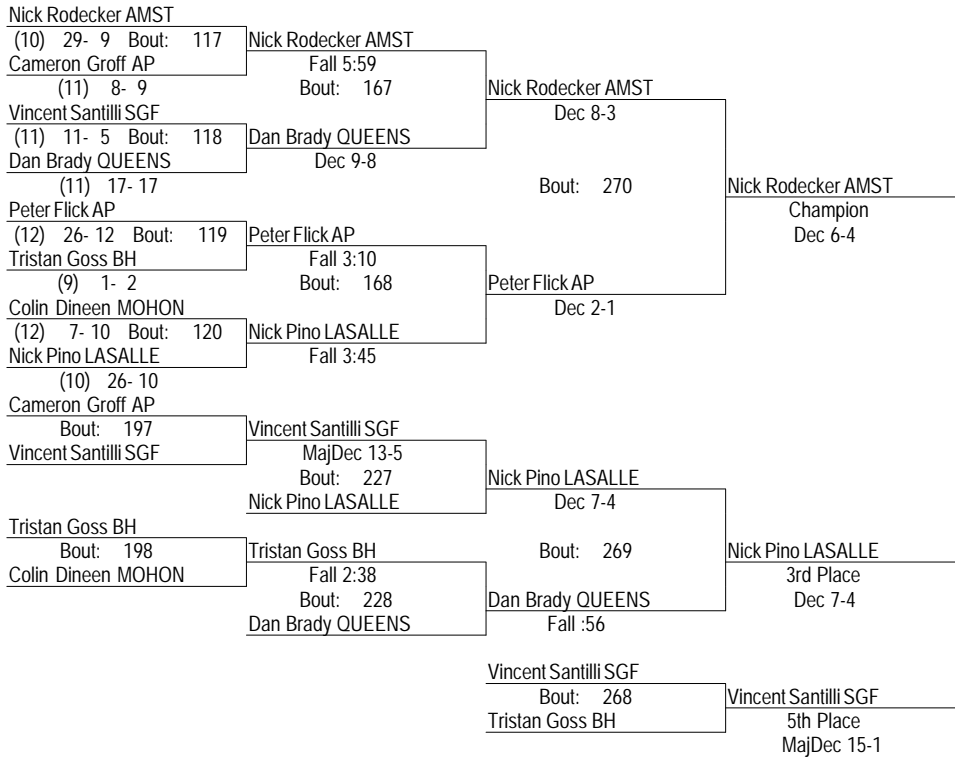 Nick Rodecker AMST
(10) 29- 9 Bout: 117 Nick Rodecker AMST
Cameron Groff AP Fall 5:59
(11) 8- 9 Bout: 167 Nick Rodecker AMST
Vincent Santilli SGF Dec 8-3
(11) 11- 5 Bout: 118 Dan Brady QUEENS
Dan Brady QUEENS Dec 9-8
(11) 17- 17 Bout: 270 Nick Rodecker AMST
Peter Flick AP Champion
(12) 26- 12 Bout: 119 Peter Flick AP Dec 6-4
Tristan Goss BH Fall 3:10
(9) 1- 2 Bout: 168 Peter Flick AP
Colin Dineen MOHON Dec 2-1
(12) 7- 10 Bout: 120 Nick Pino LASALLE
Nick Pino LASALLE Fall 3:45
(10) 26- 10
Cameron Groff AP
Bout: 197 Vincent Santilli SGF
Vincent Santilli SGF MajDec 13-5
Bout: 227 Nick Pino LASALLE
Nick Pino LASALLE Dec 7-4
Tristan Goss BH
Bout: 198 Tristan Goss BH Bout: 269 Nick Pino LASALLE
Colin Dineen MOHON Fall 2:38 3rd Place
Bout: 228 Dan Brady QUEENS Dec 7-4
Dan Brady QUEENS Fall :56
Vincent Santilli SGF
Bout: 268 Vincent Santilli SGF
Tristan Goss BH 5th Place
MajDec 15-1